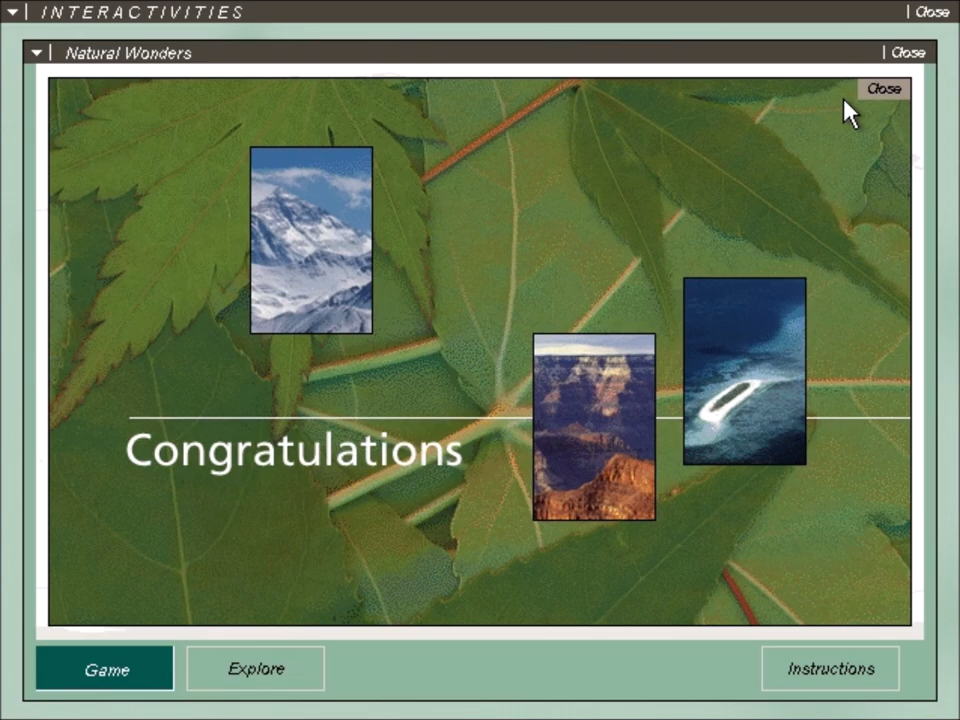 INTERACTIVITIES
Close
Natural Wonders
Close
Close
Congratulations
Game
Explore
Instructions